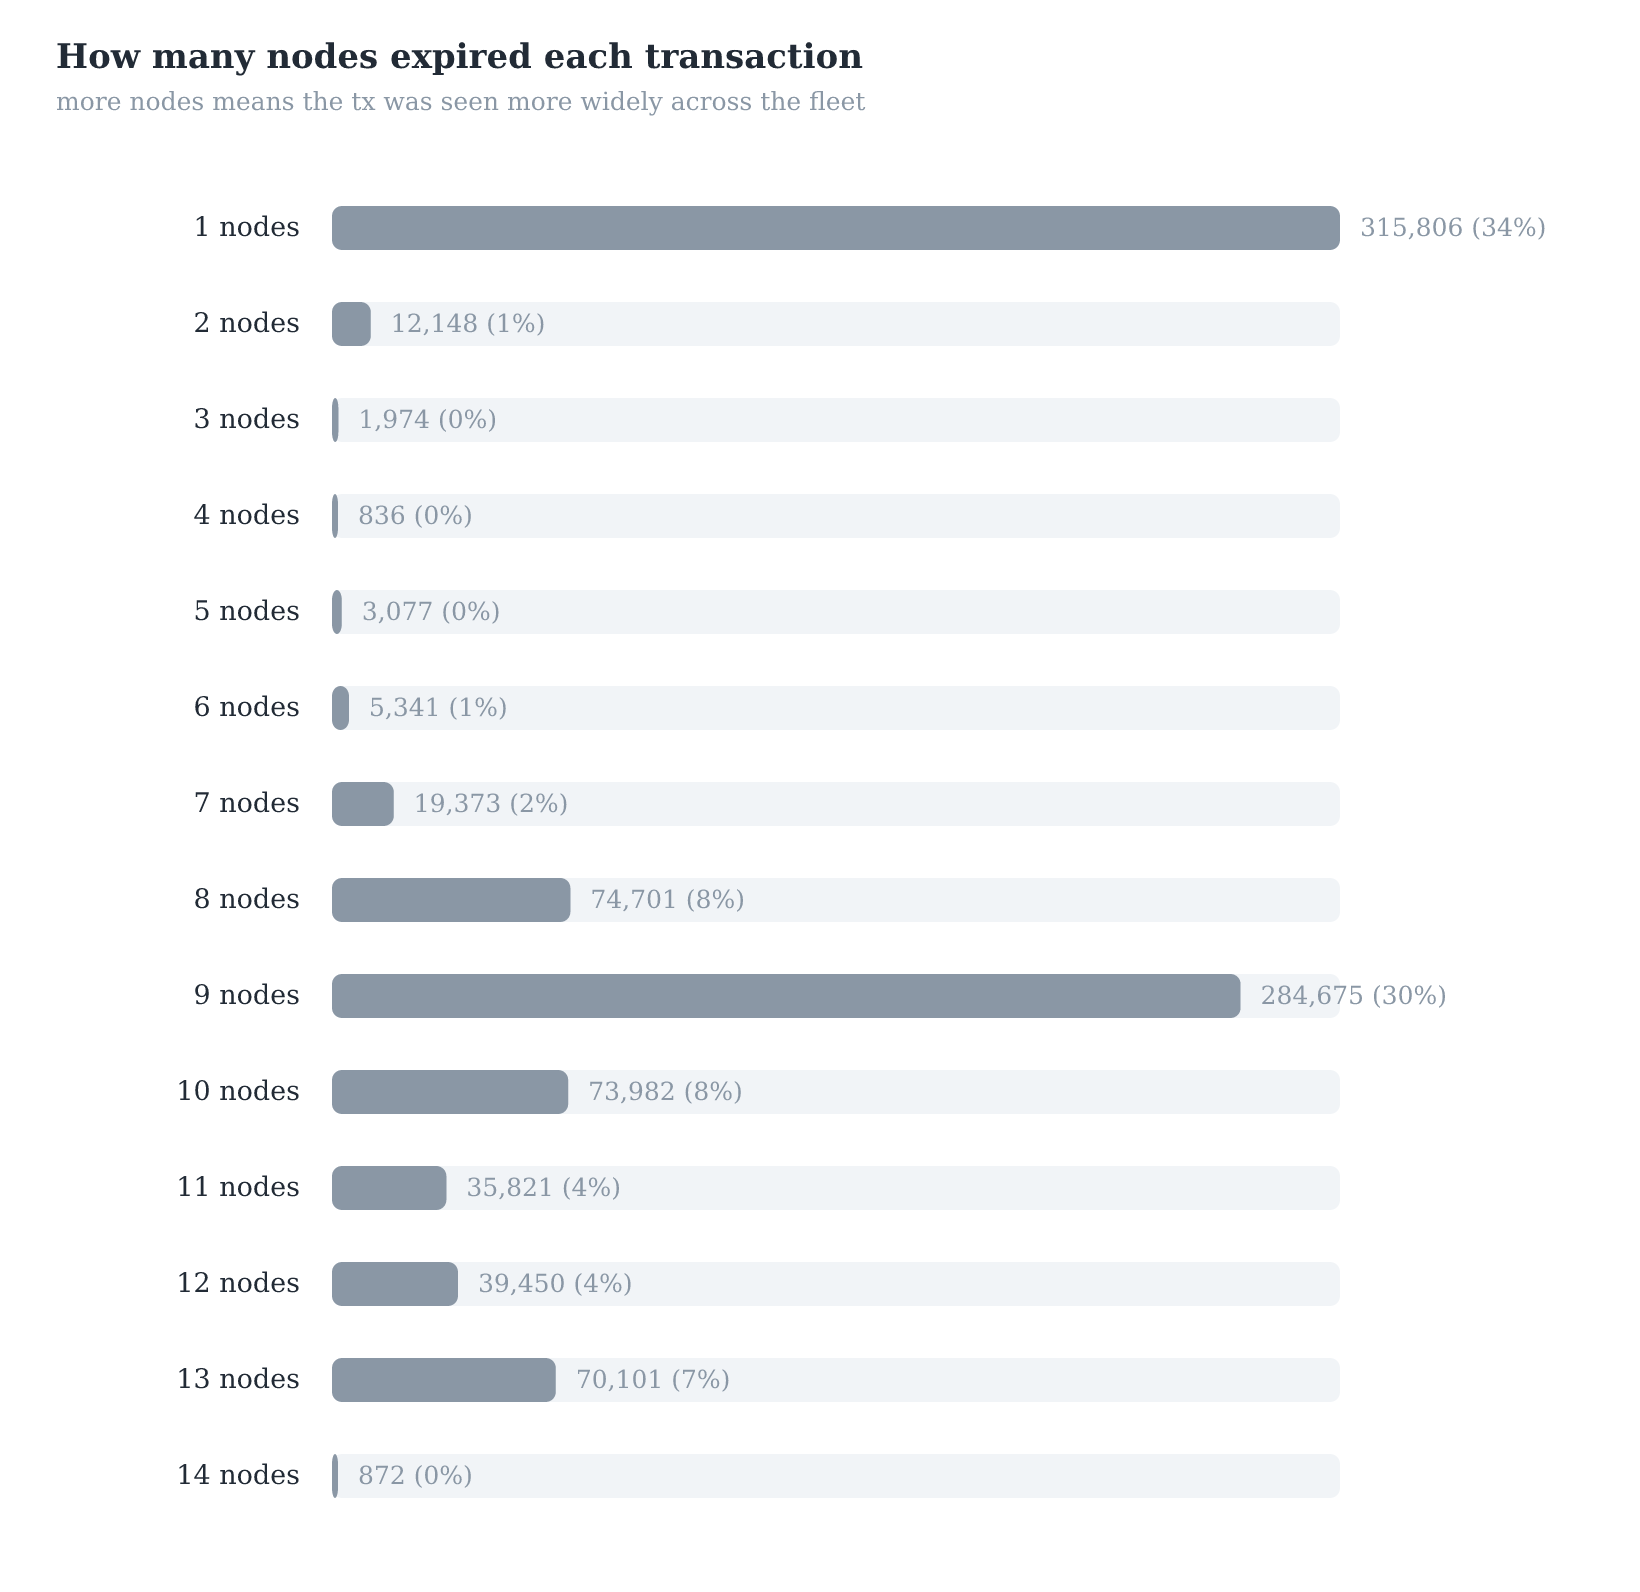 How many nodes expired each transaction
more nodes means the tx was seen more widely across the fleet
1 nodes 315,806 (34%)
2 nodes 12,148 (1%)
3 nodes 1,974 (0%)
4 nodes 836 (0%)
5 nodes 3,077 (0%)
6 nodes 5,341 (1%)
7 nodes 19,373 (2%)
8 nodes 74,701 (8%)
9 nodes 284,675 (30%)
10 nodes 73,982 (8%)
11 nodes 35,821 (4%)
12 nodes 39,450 (4%)
13 nodes 70,101 (7%)
14 nodes 872 (0%)